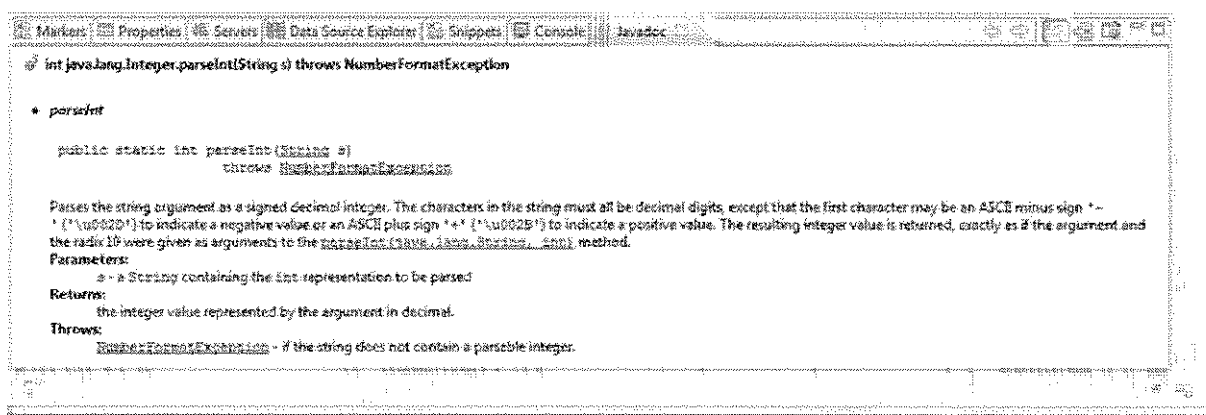 Markers Properties Servers Data Source Explorer Snippets Console Javadoc
int java.lang.Integer.parseInt(String s) throws NumberFormatException
parseInt
public static int parseInt(String s)
throws NumberFormatException
Parses the string argument as a signed decimal integer. The characters in the string must all be decimal digits, except that the first character may be an ASCII minus sign '-
' ('\u002D') to indicate a negative value or an ASCII plus sign '+' ('\u002B') to indicate a positive value. The resulting integer value is returned, exactly as if the argument and
the radix 10 were given as arguments to the parseInt(java.lang.String, int) method.
Parameters:
s - a String containing the int representation to be parsed
Returns:
the integer value represented by the argument in decimal.
Throws:
NumberFormatException - if the string does not contain a parsable integer.